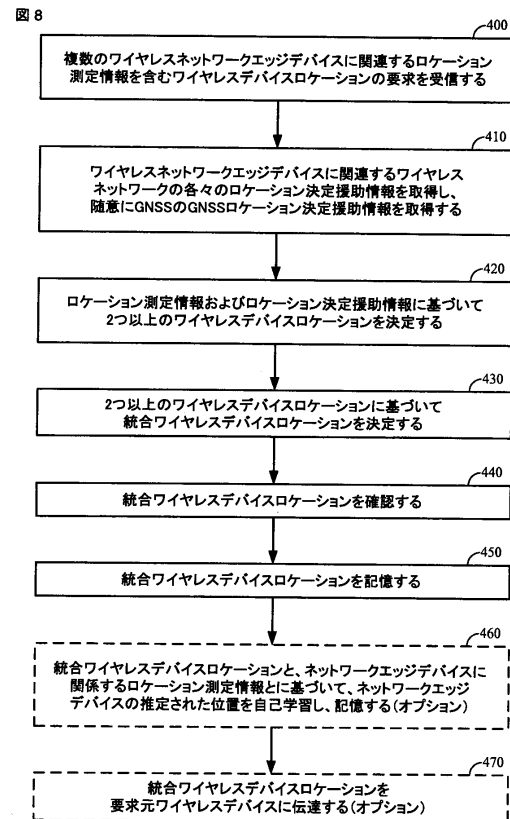 図8
400
複数のワイヤレスネットワークエッジデバイスに関連するロケーション
測定情報を含むワイヤレスデバイスロケーションの要求を受信する
410
ワイヤレスネットワークエッジデバイスに関連するワイヤレス
ネットワークの各々のロケーション決定援助情報を取得し、
随意にGNSSのGNSSロケーション決定援助情報を取得する
420
ロケーション測定情報およびロケーション決定援助情報に基づいて
2つ以上のワイヤレスデバイスロケーションを決定する
430
2つ以上のワイヤレスデバイスロケーションに基づいて
統合ワイヤレスデバイスロケーションを決定する
440
統合ワイヤレスデバイスロケーションを確認する
450
統合ワイヤレスデバイスロケーションを記憶する
460
統合ワイヤレスデバイスロケーションと、ネットワークエッジデバイスに
関係するロケーション測定情報とに基づいて、ネットワークエッジ
デバイスの推定された位置を自己学習し、記憶する(オプション)
470
統合ワイヤレスデバイスロケーションを
要求元ワイヤレスデバイスに伝達する(オプション)